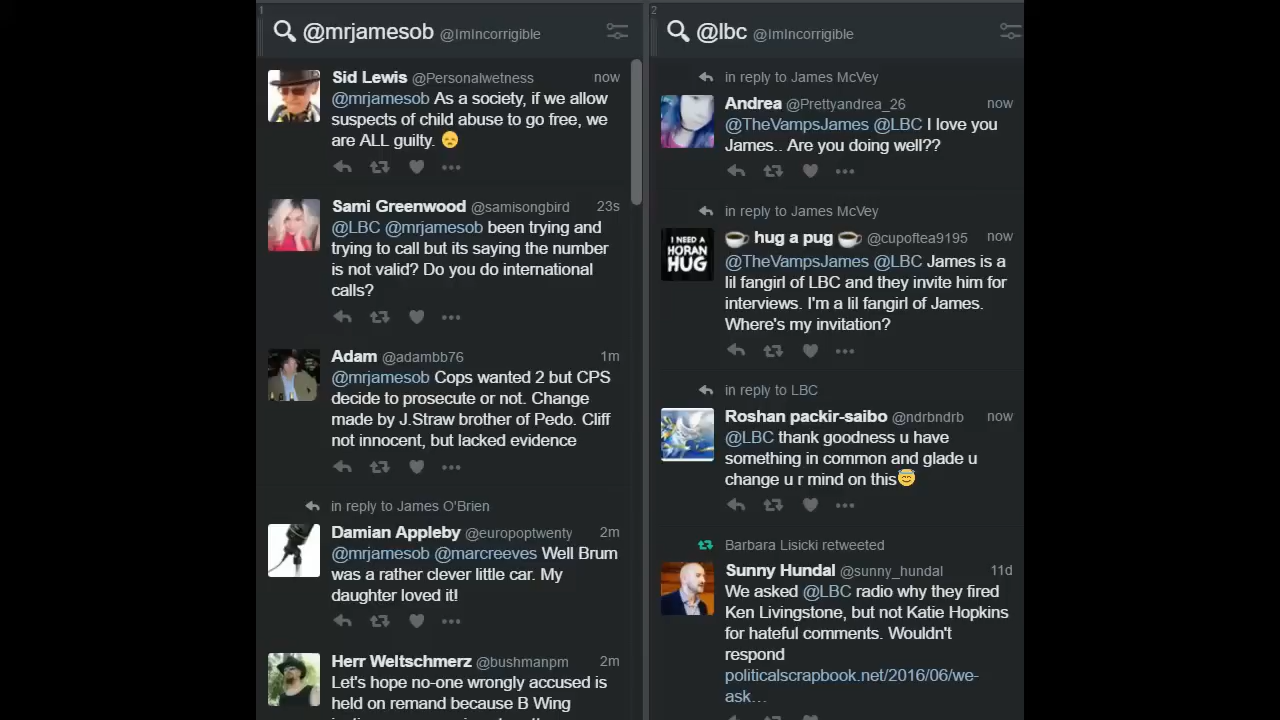 1
@mrjamesob @ImIncorrigible
Sid Lewis @Personalwetness now
@mrjamesob As a society, if we allow
suspects of child abuse to go free, we
are ALL guilty. 😞
Sami Greenwood @samisongbird 23s
@LBC @mrjamesob been trying and
trying to call but its saying the number
is not valid? Do you do international
calls?
Adam @adambb76 1m
@mrjamesob Cops wanted 2 but CPS
decide to prosecute or not. Change
made by J.Straw brother of Pedo. Cliff
not innocent, but lacked evidence
in reply to James O'Brien
Damian Appleby @europoptwenty 2m
@mrjamesob @marcreeves Well Brum
was a rather clever little car. My
daughter loved it!
Herr Weltschmerz @bushmanpm 2m
Let's hope no-one wrongly accused is
held on remand because B Wing
2
@lbc @ImIncorrigible
in reply to James McVey
Andrea @Prettyandrea_26 now
@TheVampsJames @LBC I love you
James.. Are you doing well??
in reply to James McVey
I NEED A
HORAN
HUG
☕ hug a pug ☕ @cupoftea9195 now
@TheVampsJames @LBC James is a
lil fangirl of LBC and they invite him for
interviews. I'm a lil fangirl of James.
Where's my invitation?
in reply to LBC
Roshan packir-saibo @ndrbndrb now
@LBC thank goodness u have
something in common and glade u
change u r mind on this😇
Barbara Lisicki retweeted
Sunny Hundal @sunny_hundal 11d
We asked @LBC radio why they fired
Ken Livingstone, but not Katie Hopkins
for hateful comments. Wouldn't
respond
politicalscrapbook.net/2016/06/we-
ask…